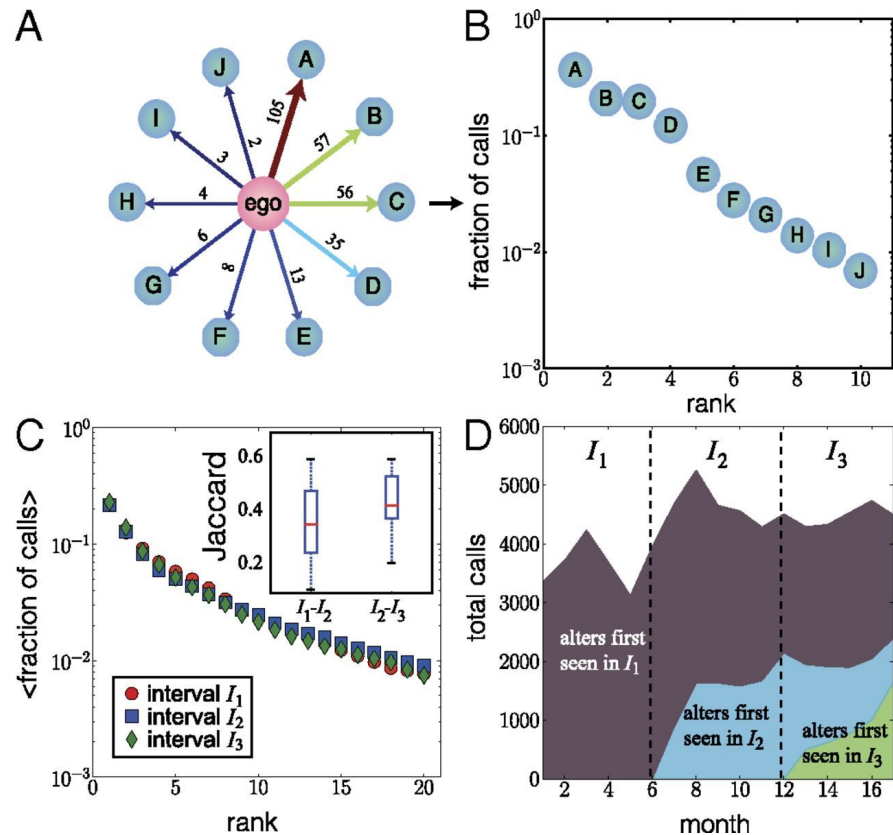 A
J
A
I
B
105
2
57
3
H
4
ego
56
C
6
35
8
13
G
D
F
E
B
10⁰
10⁻¹
10⁻²
10⁻³
fraction of calls
A
B
C
D
E
F
G
H
I
J
0 2 4 6 8 10
rank
C
10⁰
10⁻¹
10⁻²
10⁻³
<fraction of calls>
Jaccard
0.6
0.4
0.2
I₁-I₂ I₂-I₃
interval I₁
interval I₂
interval I₃
0 5 10 15 20
rank
D
6000
5000
4000
3000
2000
1000
0
total calls
I₁ I₂ I₃
alters first
seen in I₁
alters first
seen in I₂
alters first
seen in I₃
2 4 6 8 10 12 14 16
month